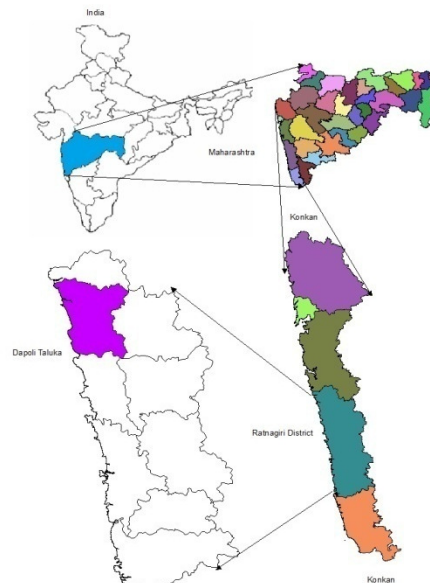 India
Maharashtra
Konkan
Dapoli Taluka
Ratnagiri District
Konkan